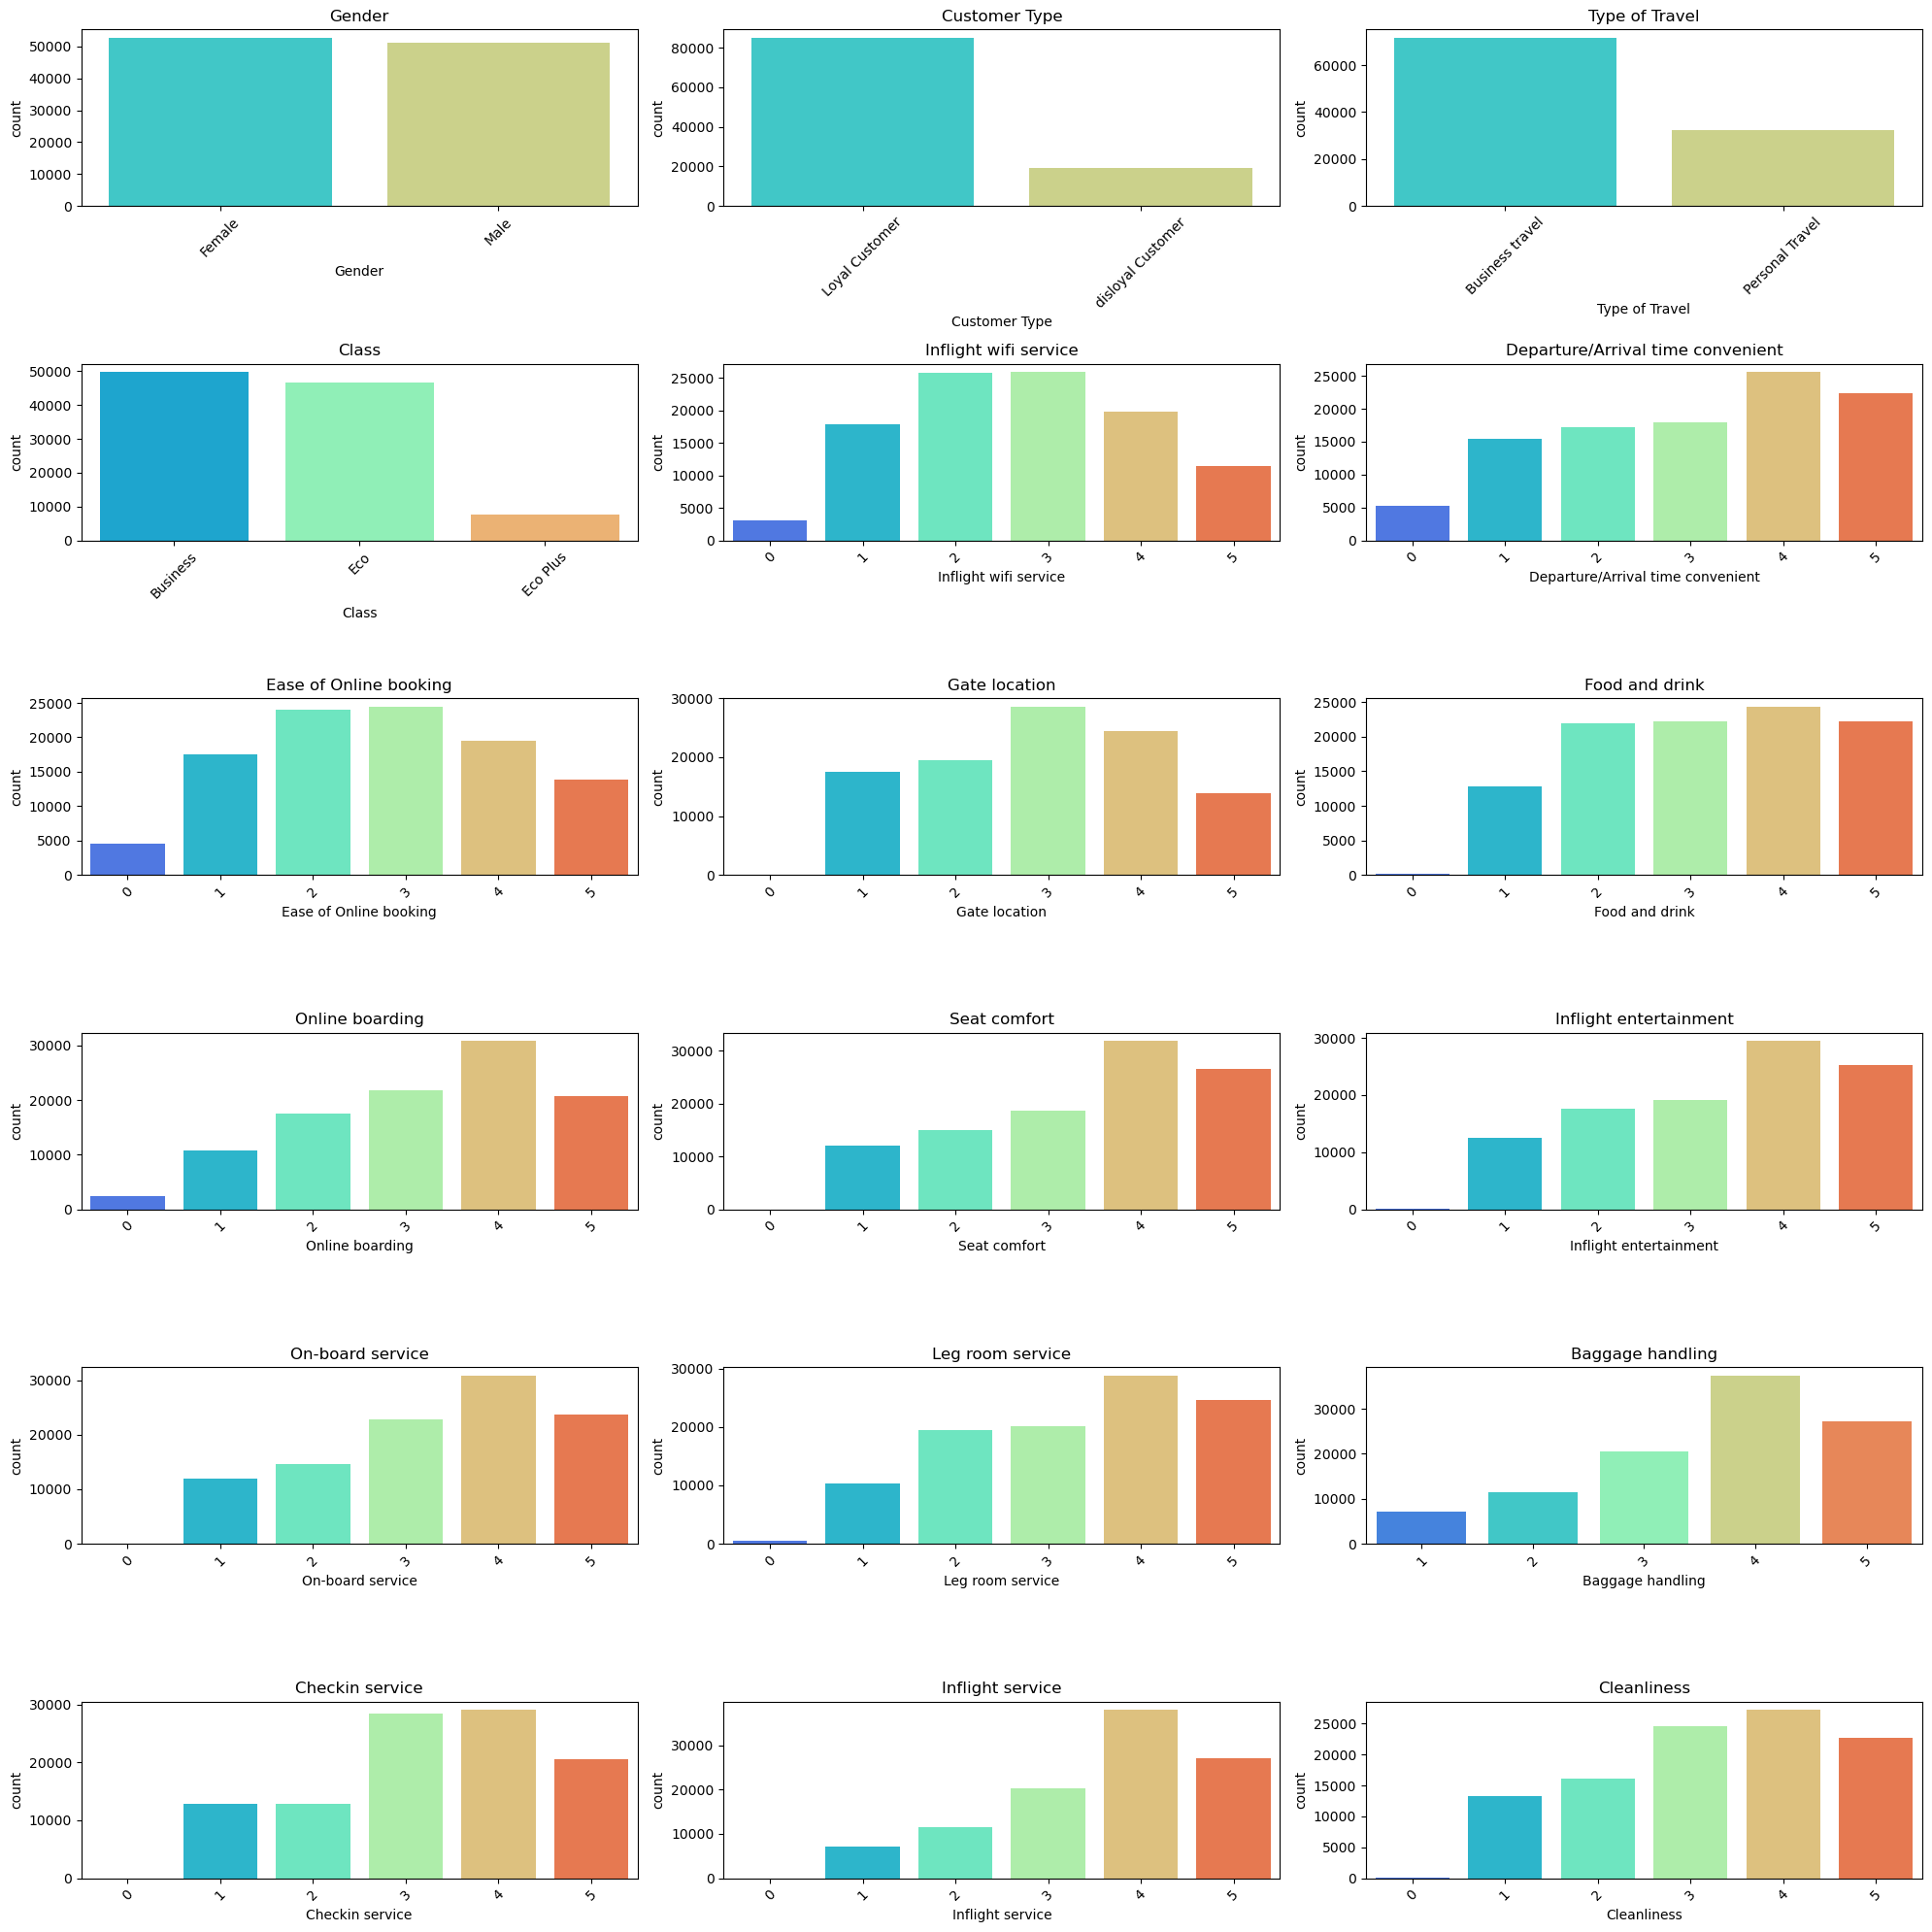 Gender
Customer Type
Type of Travel
count
50000
40000
30000
20000
10000
0
Female
Male
Gender
count
80000
60000
40000
20000
0
Loyal Customer
disloyal Customer
Customer Type
count
60000
40000
20000
0
Business travel
Personal Travel
Type of Travel
Class
count
50000
40000
30000
20000
10000
0
Business
Eco
Eco Plus
Class
Inflight wifi service
count
25000
20000
15000
10000
5000
0
0 1 2 3 4 5
Inflight wifi service
Departure/Arrival time convenient
count
25000
20000
15000
10000
5000
0
0 1 2 3 4 5
Departure/Arrival time convenient
Ease of Online booking
count
25000
20000
15000
10000
5000
0
0 1 2 3 4 5
Ease of Online booking
Gate location
count
30000
20000
10000
0
0 1 2 3 4 5
Gate location
Food and drink
count
25000
20000
15000
10000
5000
0
0 1 2 3 4 5
Food and drink
Online boarding
count
30000
20000
10000
0
0 1 2 3 4 5
Online boarding
Seat comfort
count
30000
20000
10000
0
0 1 2 3 4 5
Seat comfort
Inflight entertainment
count
30000
20000
10000
0
0 1 2 3 4 5
Inflight entertainment
On-board service
count
30000
20000
10000
0
0 1 2 3 4 5
On-board service
Leg room service
count
30000
20000
10000
0
0 1 2 3 4 5
Leg room service
Baggage handling
count
30000
20000
10000
0
1 2 3 4 5
Baggage handling
Checkin service
count
30000
20000
10000
0
0 1 2 3 4 5
Checkin service
Inflight service
count
30000
20000
10000
0
0 1 2 3 4 5
Inflight service
Cleanliness
count
25000
20000
15000
10000
5000
0
0 1 2 3 4 5
Cleanliness